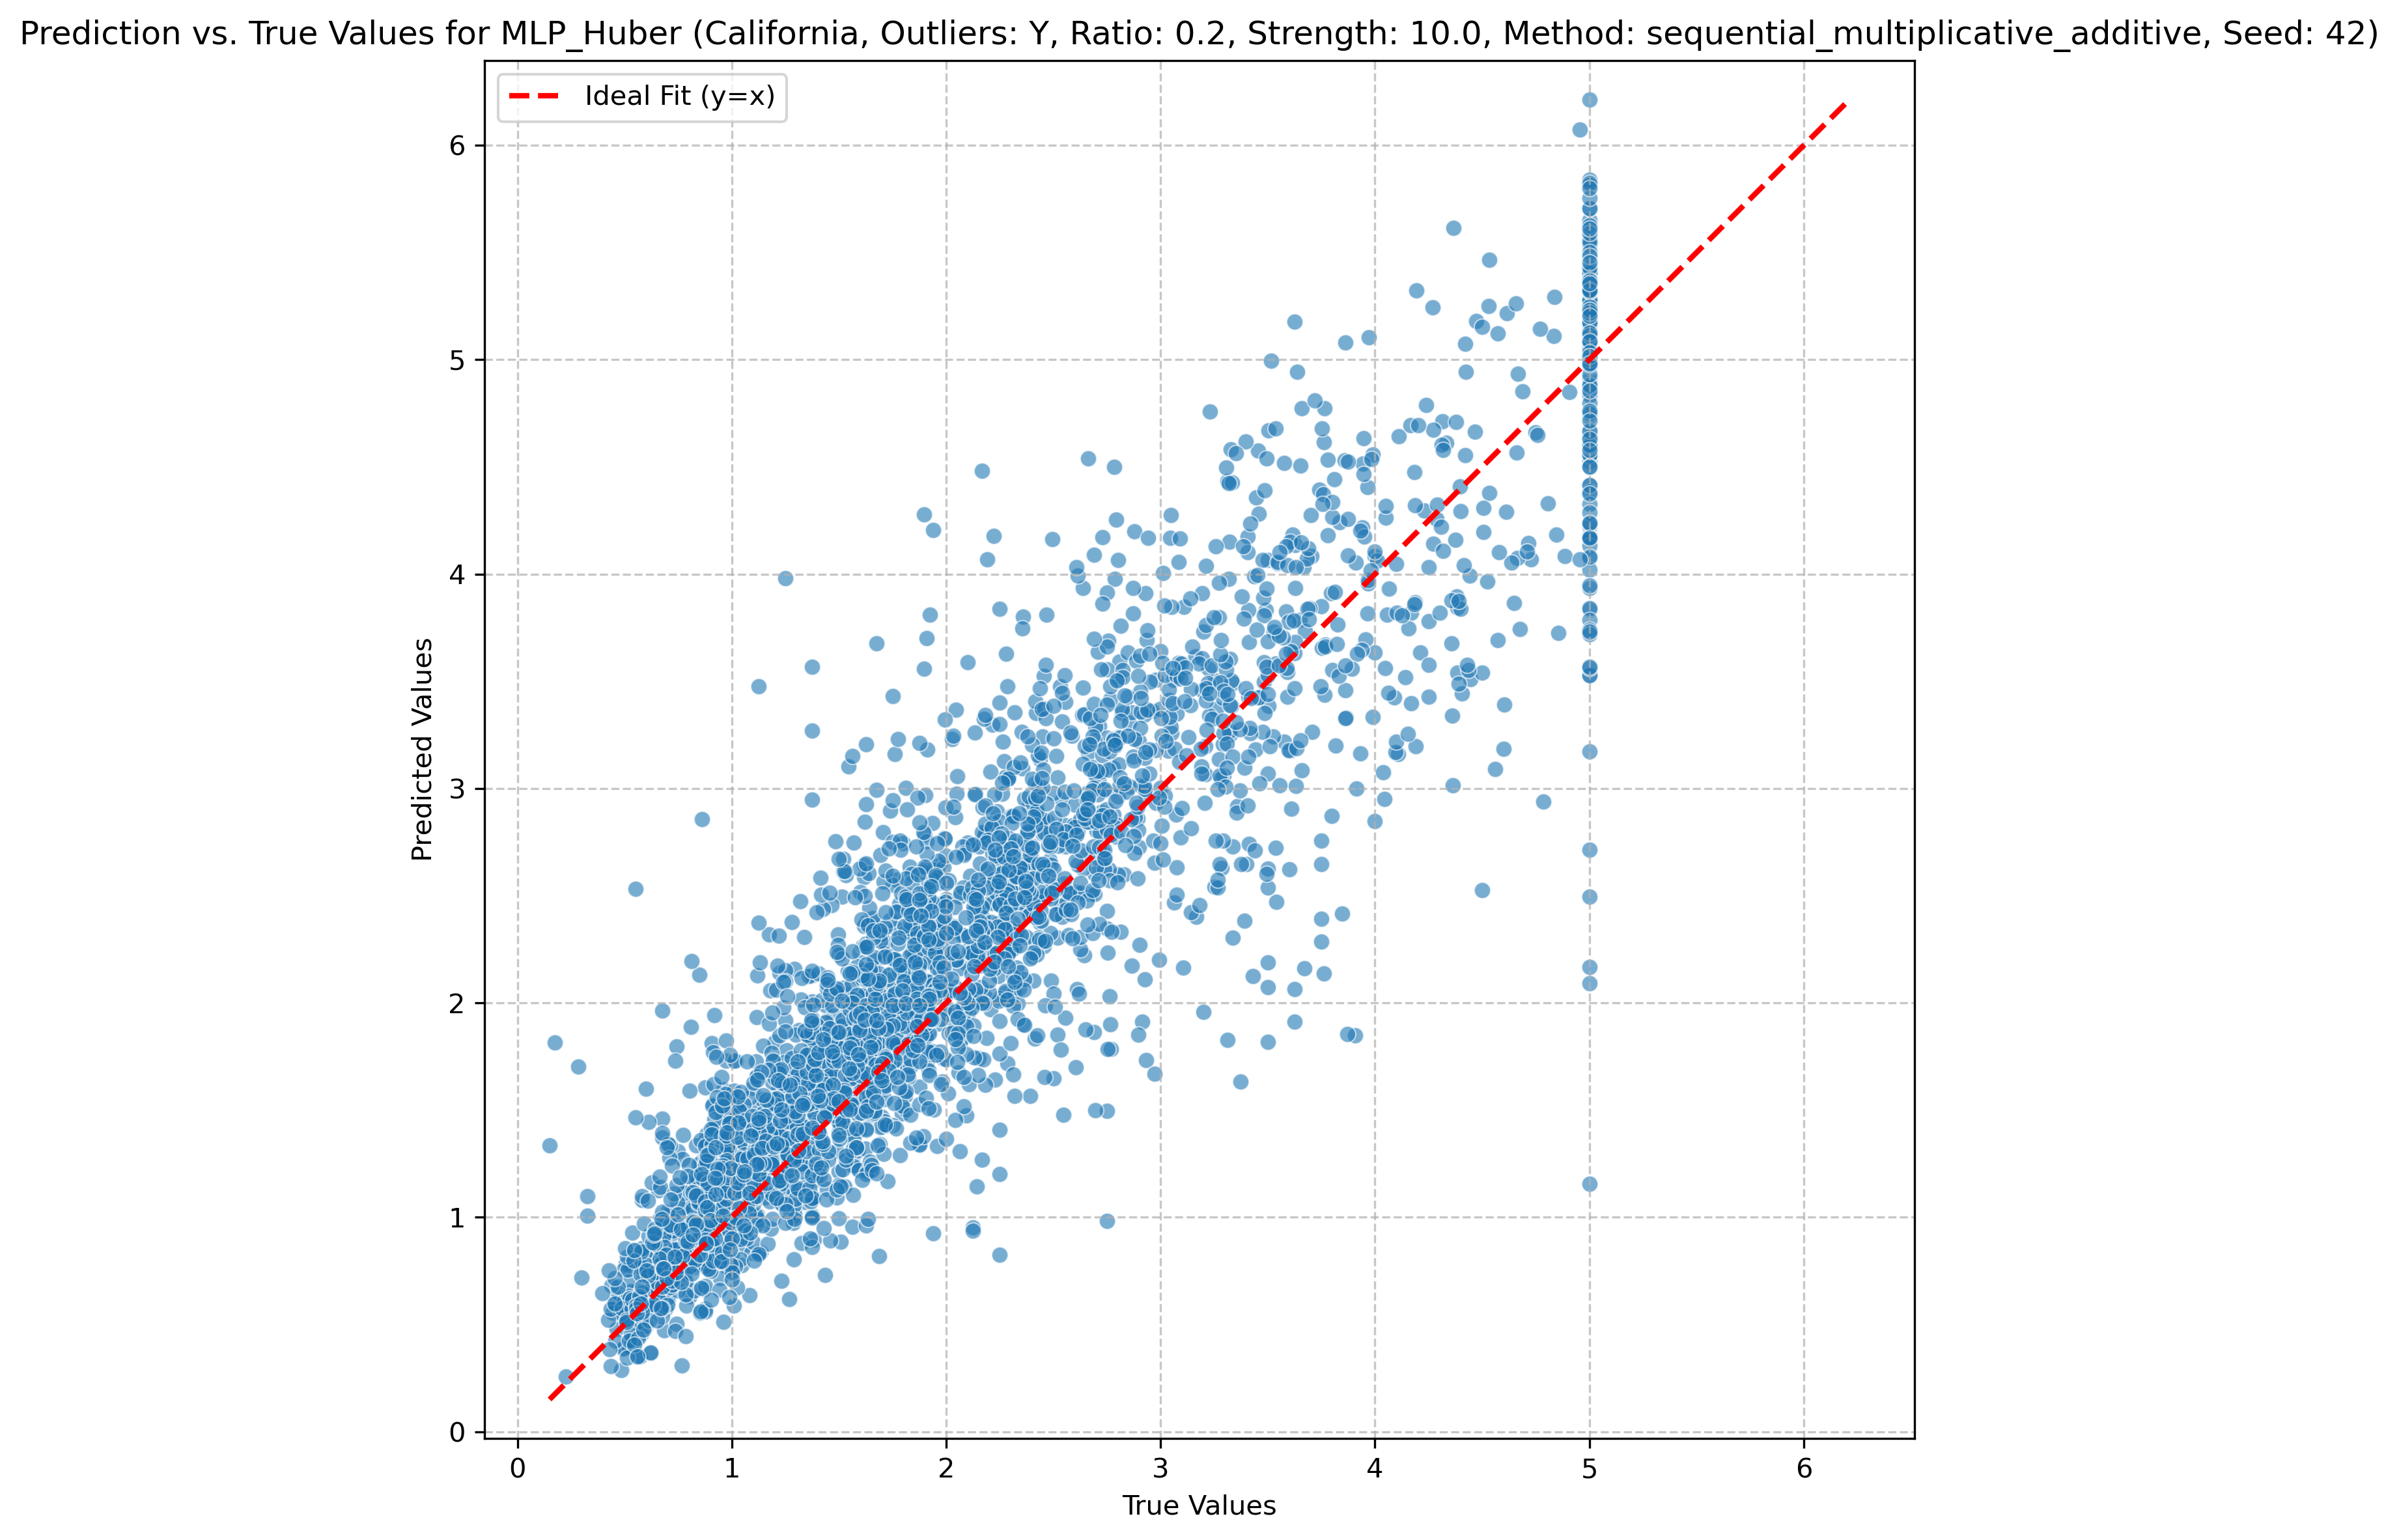 Prediction vs. True Values for MLP_Huber (California, Outliers: Y, Ratio: 0.2, Strength: 10.0, Method: sequential_multiplicative_additive, Seed: 42)
Ideal Fit (y=x)
6
5
4
3
2
1
0
Predicted Values
0 1 2 3 4 5 6
True Values